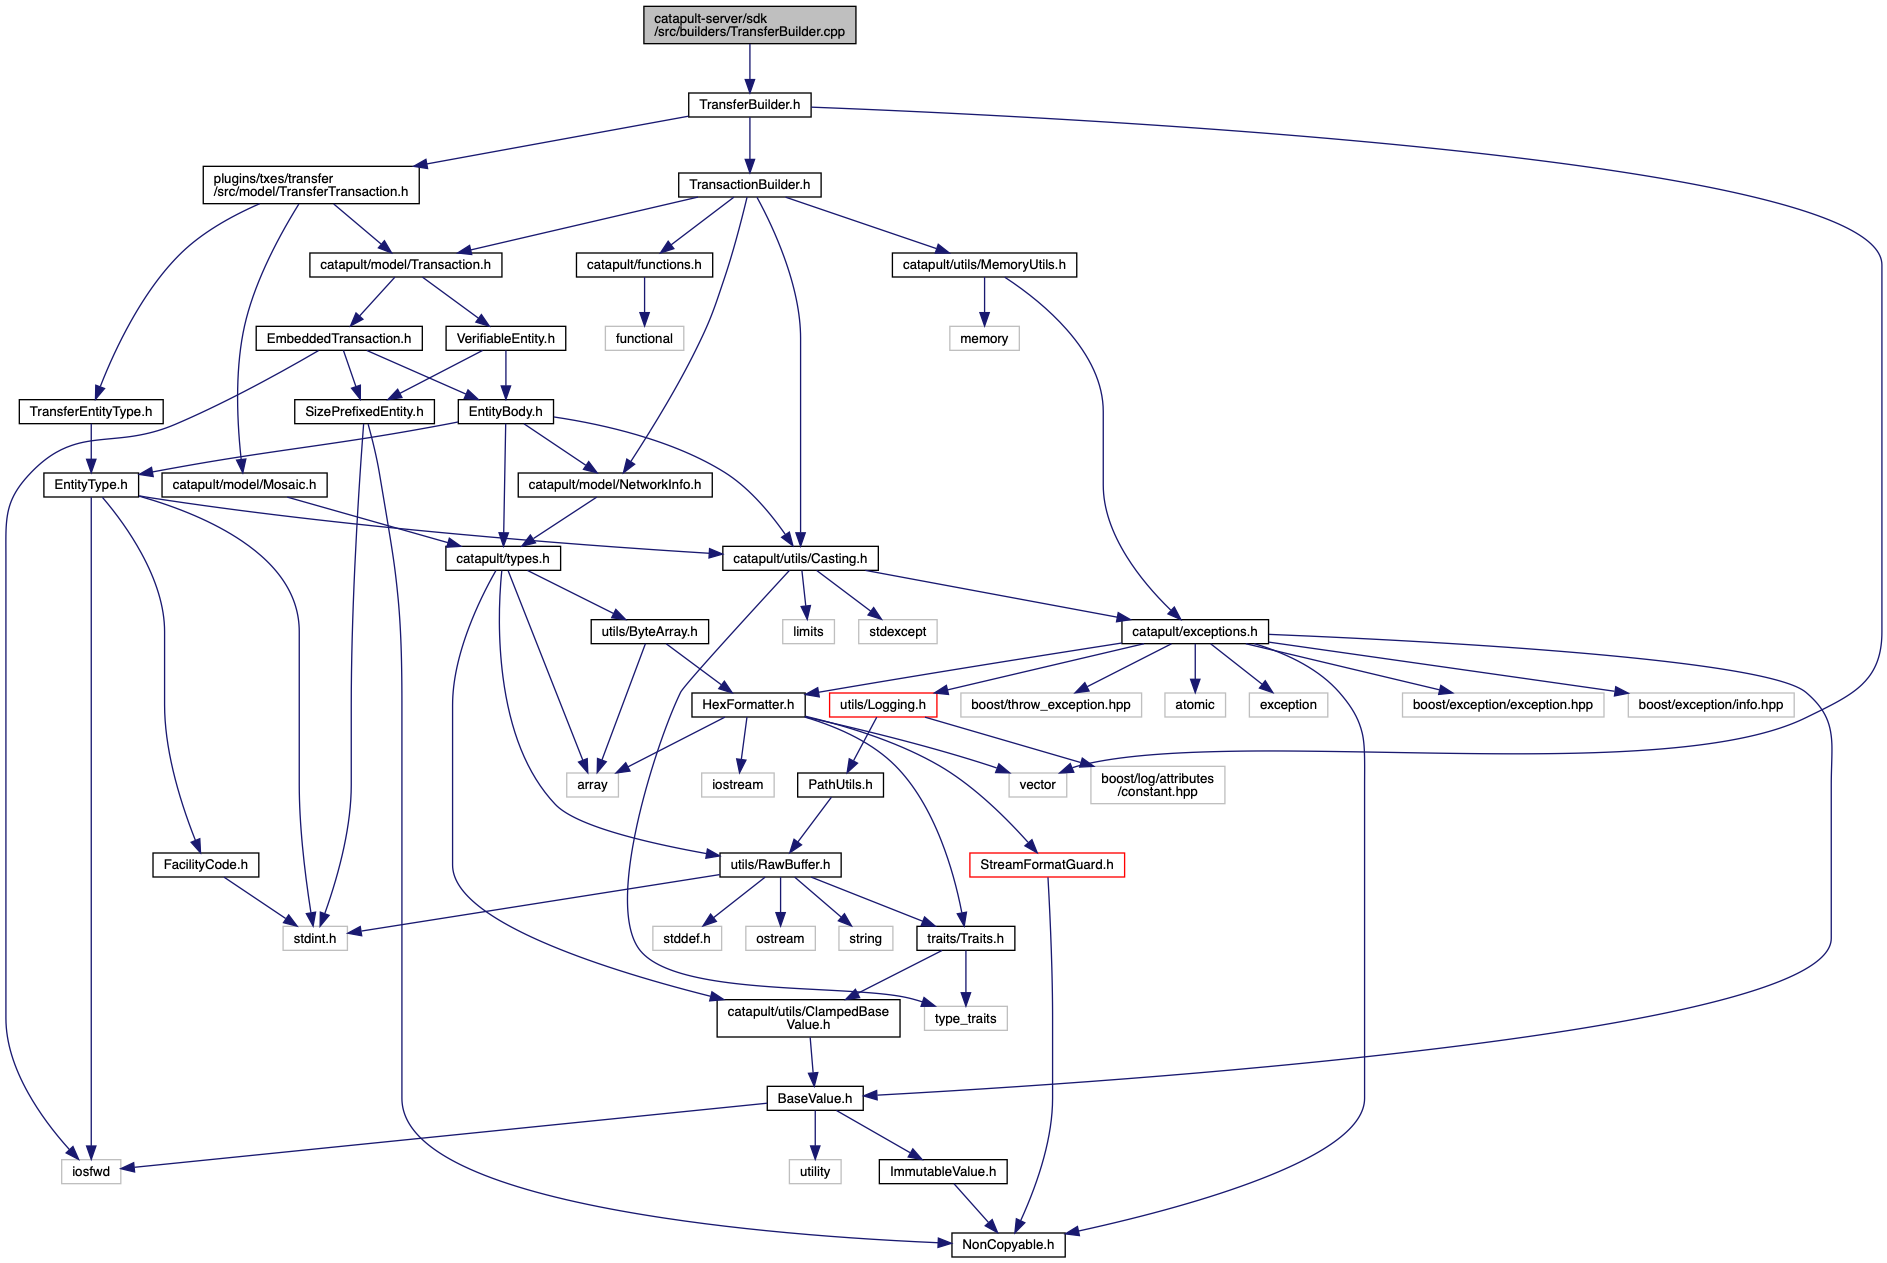 catapult-server/sdk
/src/builders/TransferBuilder.cpp
TransferBuilder.h
plugins/txes/transfer
/src/model/TransferTransaction.h
TransactionBuilder.h
catapult/model/Transaction.h
catapult/functions.h
catapult/utils/MemoryUtils.h
EmbeddedTransaction.h
VerifiableEntity.h
functional
memory
TransferEntityType.h
SizePrefixedEntity.h
EntityBody.h
EntityType.h
catapult/model/Mosaic.h
catapult/model/NetworkInfo.h
catapult/types.h
catapult/utils/Casting.h
utils/ByteArray.h
limits
stdexcept
catapult/exceptions.h
HexFormatter.h
utils/Logging.h
boost/throw_exception.hpp
atomic
exception
boost/exception/exception.hpp
boost/exception/info.hpp
array
iostream
PathUtils.h
vector
boost/log/attributes
/constant.hpp
FacilityCode.h
utils/RawBuffer.h
StreamFormatGuard.h
stdint.h
stddef.h
ostream
string
traits/Traits.h
catapult/utils/ClampedBase
Value.h
type_traits
BaseValue.h
iosfwd
utility
ImmutableValue.h
NonCopyable.h